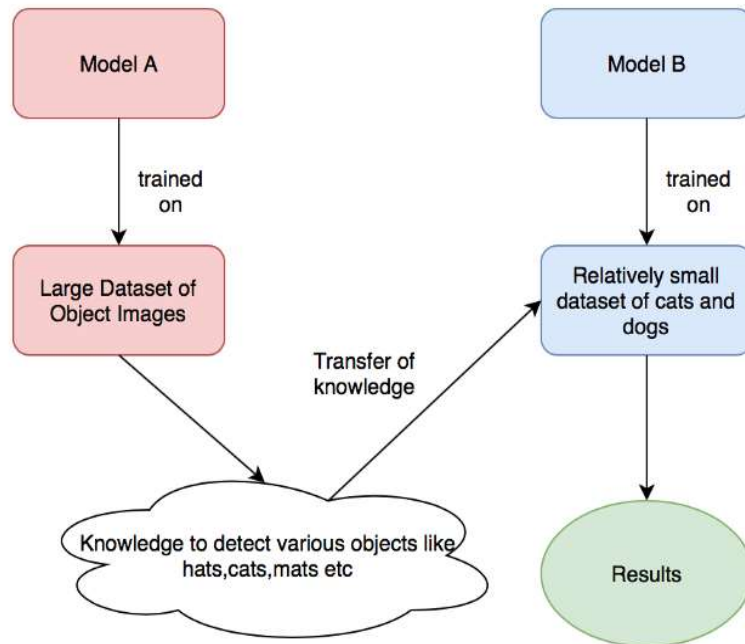 Model A
Model B
trained
on
trained
on
Large Dataset of
Object Images
Relatively small
dataset of cats and
dogs
Transfer of
knowledge
Knowledge to detect various objects like
hats,cats,mats etc
Results